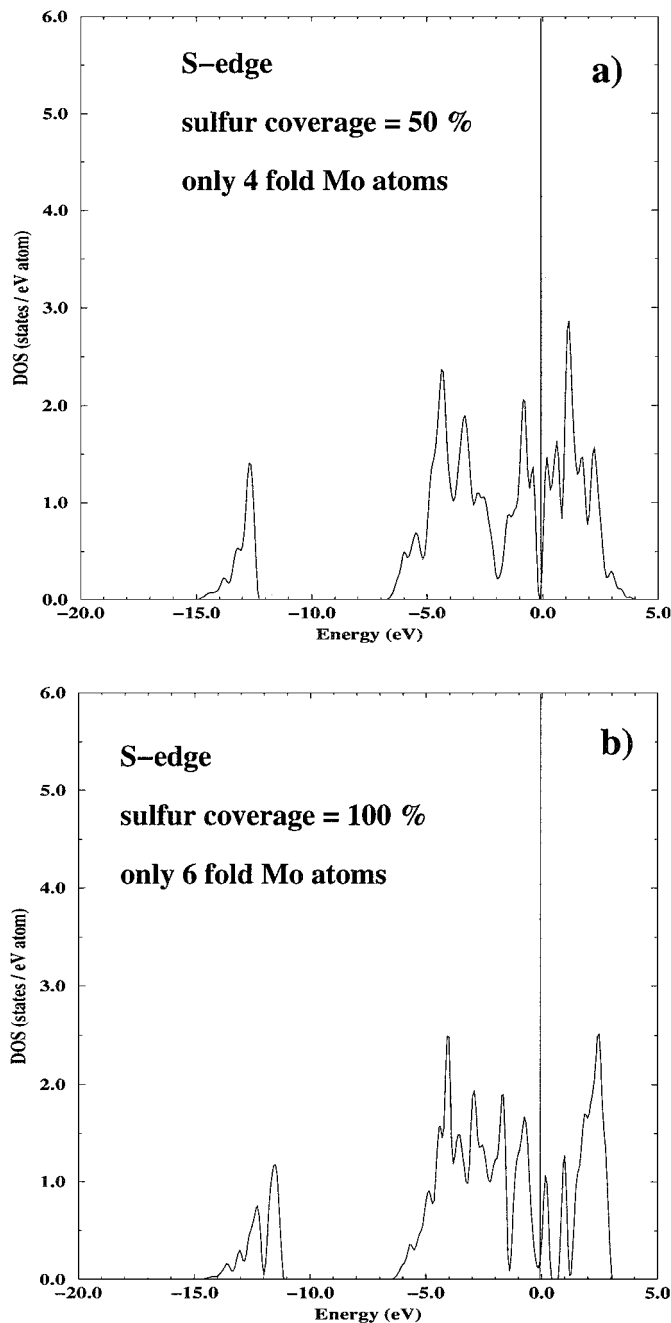 6.0
S−edge
a)
5.0
sulfur coverage = 50 %
only 4 fold Mo atoms
4.0
DOS (states / eV atom)
3.0
2.0
1.0
0.0
−20.0 −15.0 −10.0 −5.0 0.0 5.0
Energy (eV)
6.0
b)
S−edge
5.0
sulfur coverage = 100 %
only 6 fold Mo atoms
4.0
DOS (states / eV atom)
3.0
2.0
1.0
0.0
−20.0 −15.0 −10.0 −5.0 0.0 5.0
Energy (eV)